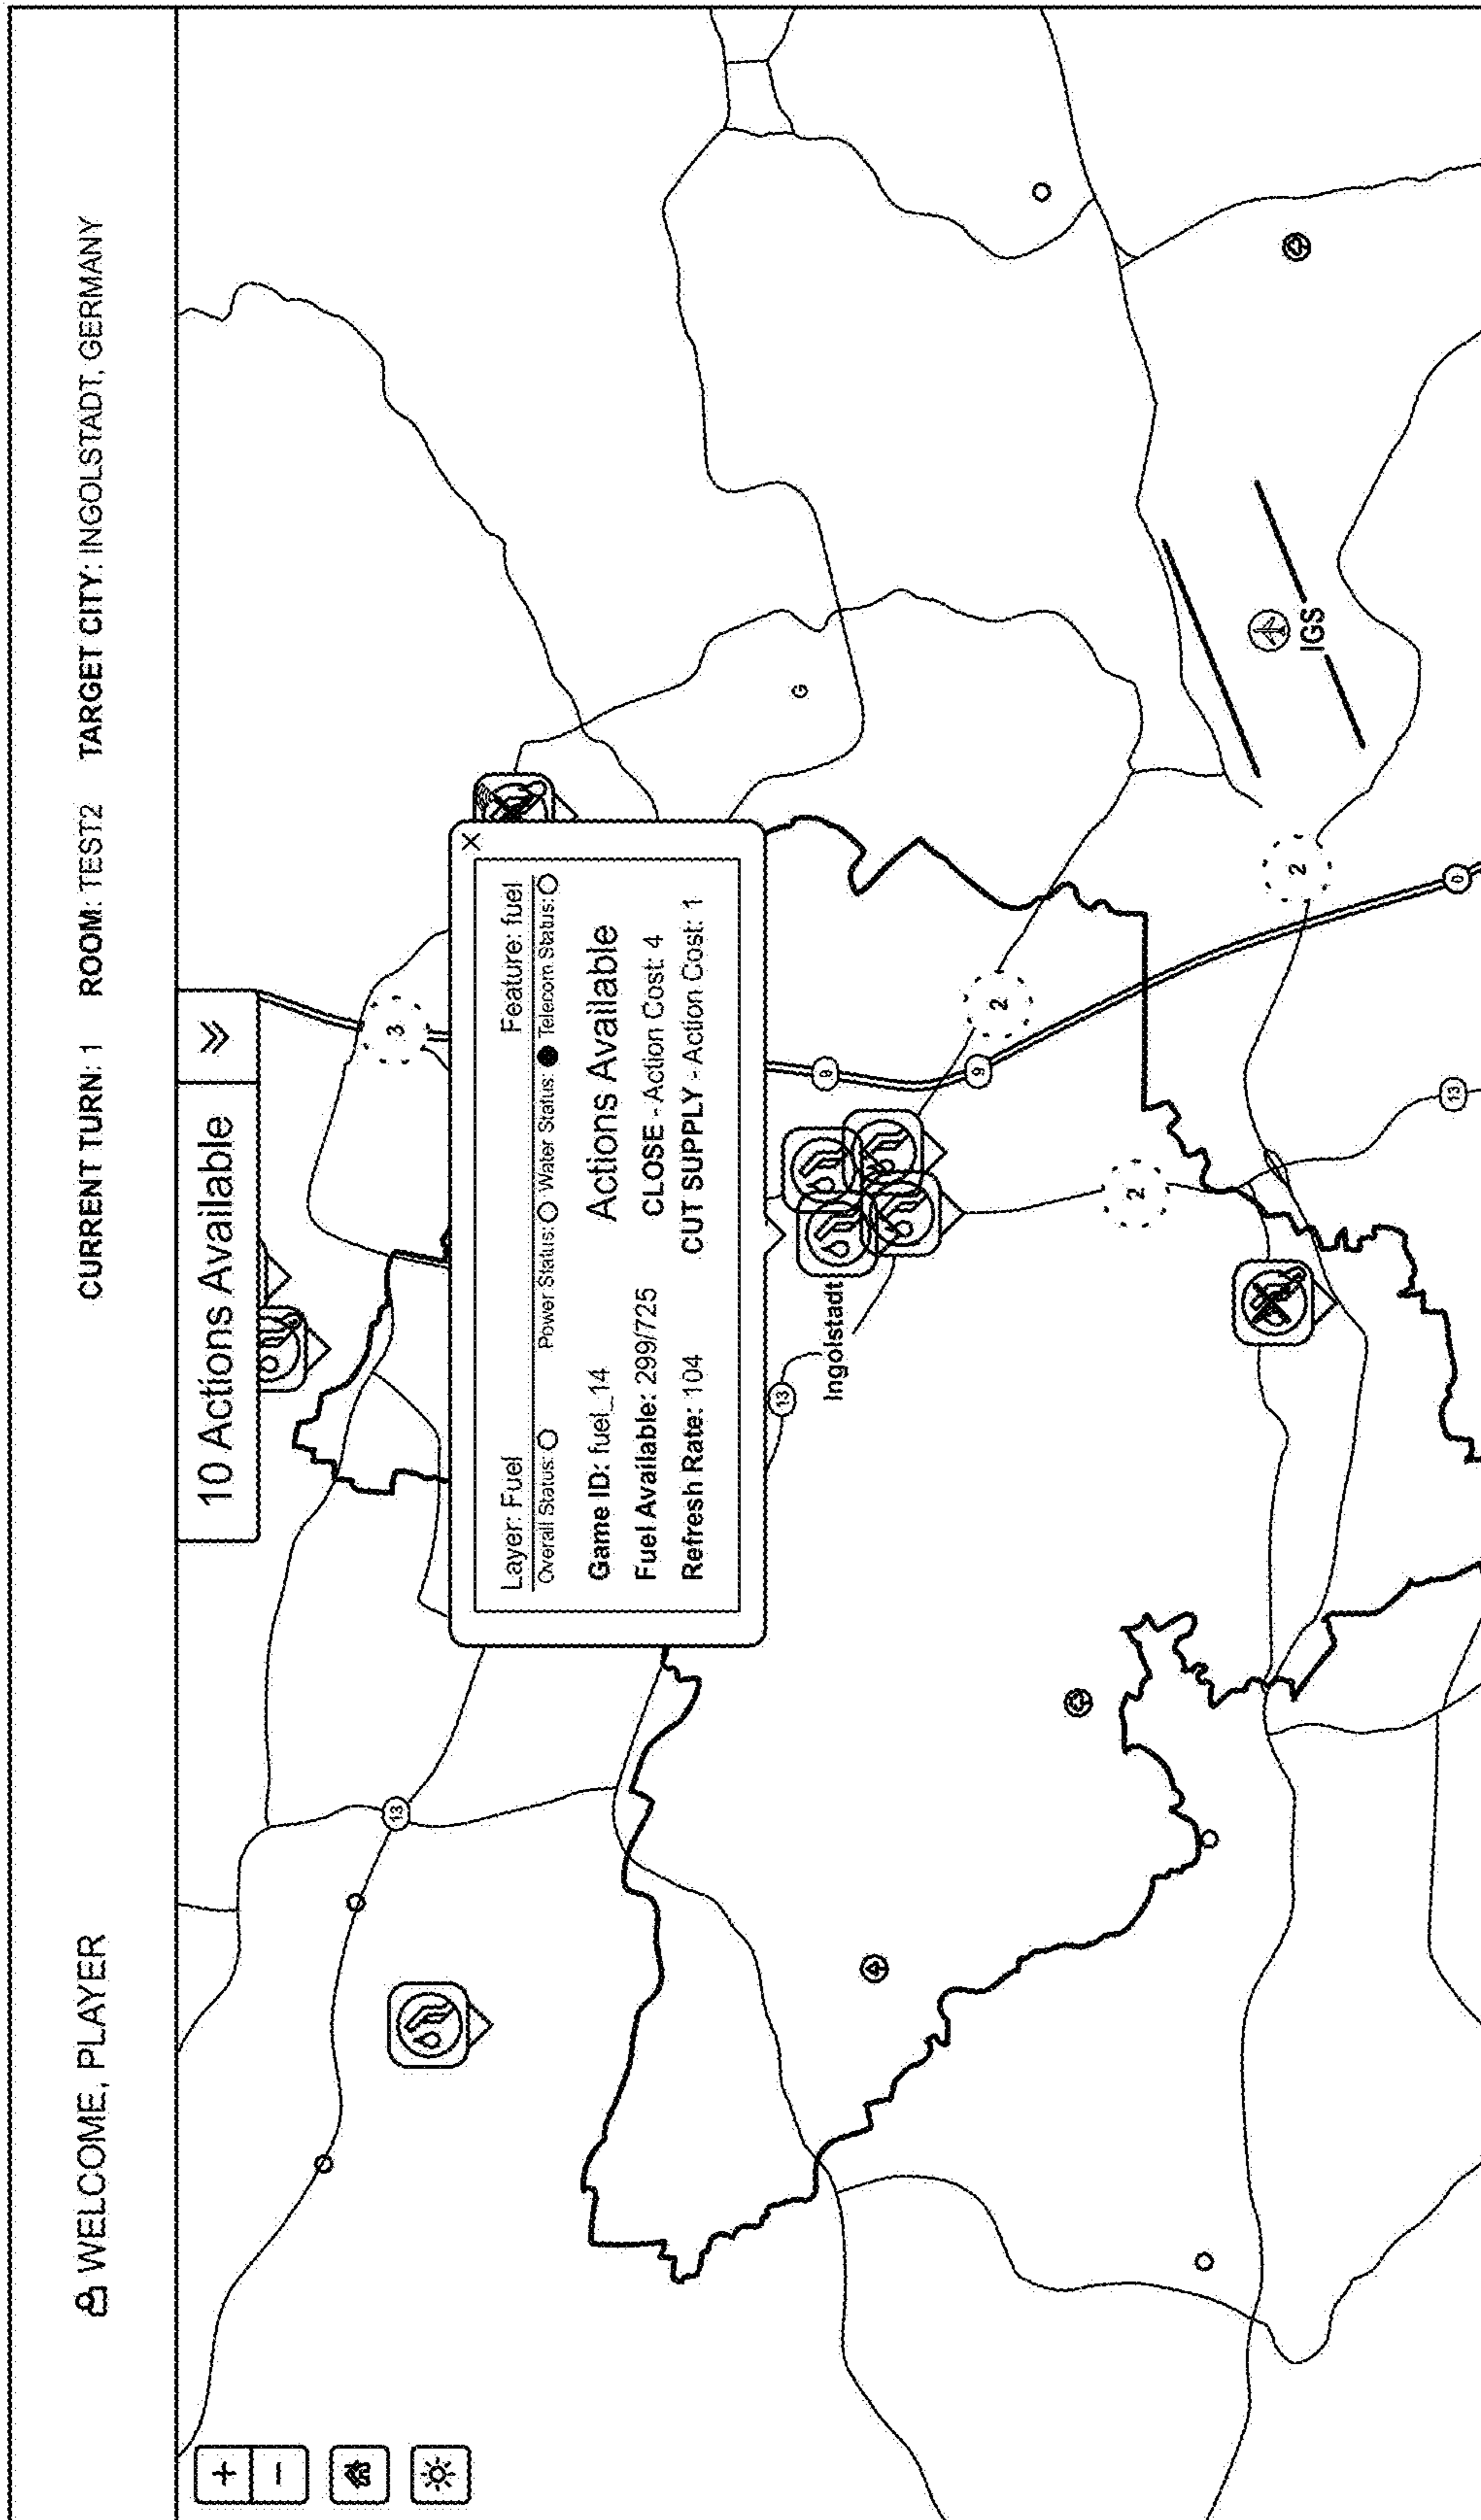 WELCOME, PLAYER
CURRENT TURN: 1 ROOM: TEST2 TARGET CITY: INGOLSTADT, GERMANY
+
−
10 Actions Available
3
×
Layer: Fuel Feature: fuel
Overall Status: Power Status: Water Status: Telecom Status:
Game ID: fuel_14
Fuel Available: 299/725
Refresh Rate: 104
Actions Available
CLOSE - Action Cost: 4
CUT SUPPLY - Action Cost: 1
13
13
Ingolstadt
9
9
G
2
2
2
IGS
13